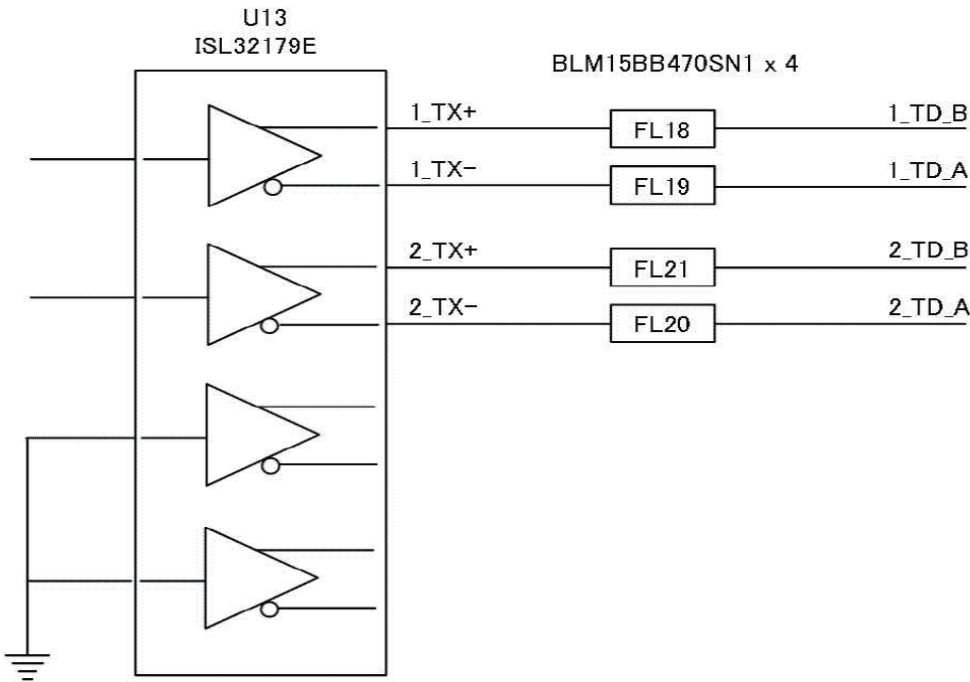 U13
ISL32179E
BLM15BB470SN1 x 4
1_TX+
FL18
1_TD_B
1_TX-
FL19
1_TD_A
2_TX+
FL21
2_TD_B
2_TX-
FL20
2_TD_A